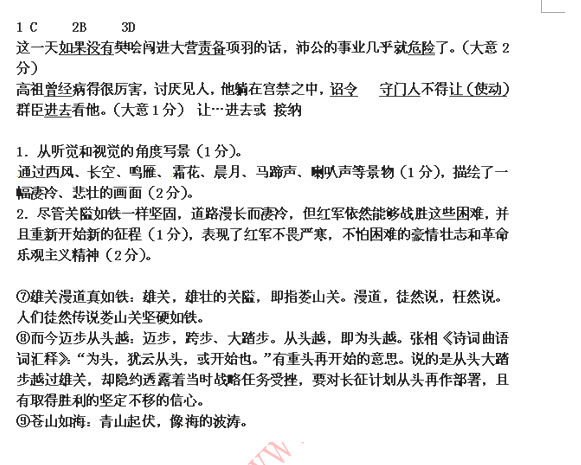 1 C 2B 3D
这一天如果没有樊哙闯进大营责备项羽的话，沛公的事业几乎就危险了。（大意 2
分）
高祖曾经病得很厉害，讨厌见人，他躺在宫禁之中，诏令 守门人不得让（使动）
群臣进去看他。（大意 1 分） 让…进去或 接纳
1．从听觉和视觉的角度写景（1 分）。
通过西风、长空、鸣雁、霜花、晨月、马蹄声、喇叭声等景物（1 分），描绘了一
幅凄冷、悲壮的画面（2 分）。
2．尽管关隘如铁一样坚固，道路漫长而凄冷，但红军依然能够战胜这些困难，并
且重新开始新的征程（1 分），表现了红军不畏严寒，不怕困难的豪情壮志和革命
乐观主义精神（2 分）。
⑦雄关漫道真如铁：雄关，雄壮的关隘，即指娄山关。漫道，徒然说，枉然说。
人们徒然传说娄山关坚硬如铁。
⑧而今迈步从头越：迈步，跨步、大踏步。从头越，即为头越。张相《诗词曲语
词汇释》：“为头，犹云从头，或开始也。”有重头再开始的意思。说的是从头大踏
步越过雄关，却隐约透露着当时战略任务受挫，要对长征计划从头再作部署，且
有取得胜利的坚定不移的信心。
⑨苍山如海：青山起伏，像海的波涛。